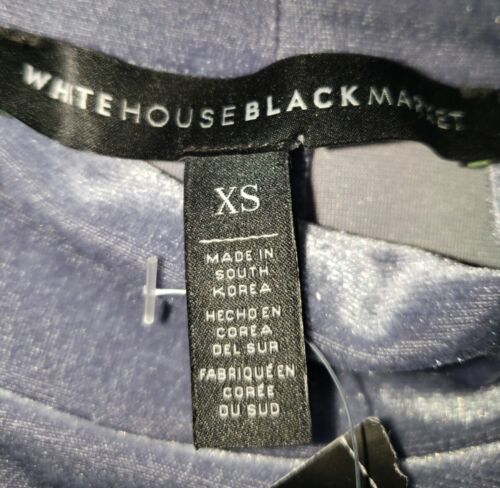 WHITEHOUSEBLACKMARKET
XS
MADE IN
SOUTH
KOREA
HECHO EN
COREA
DEL SUR
FABRIQUÉ EN
CORÉE
DU SUD